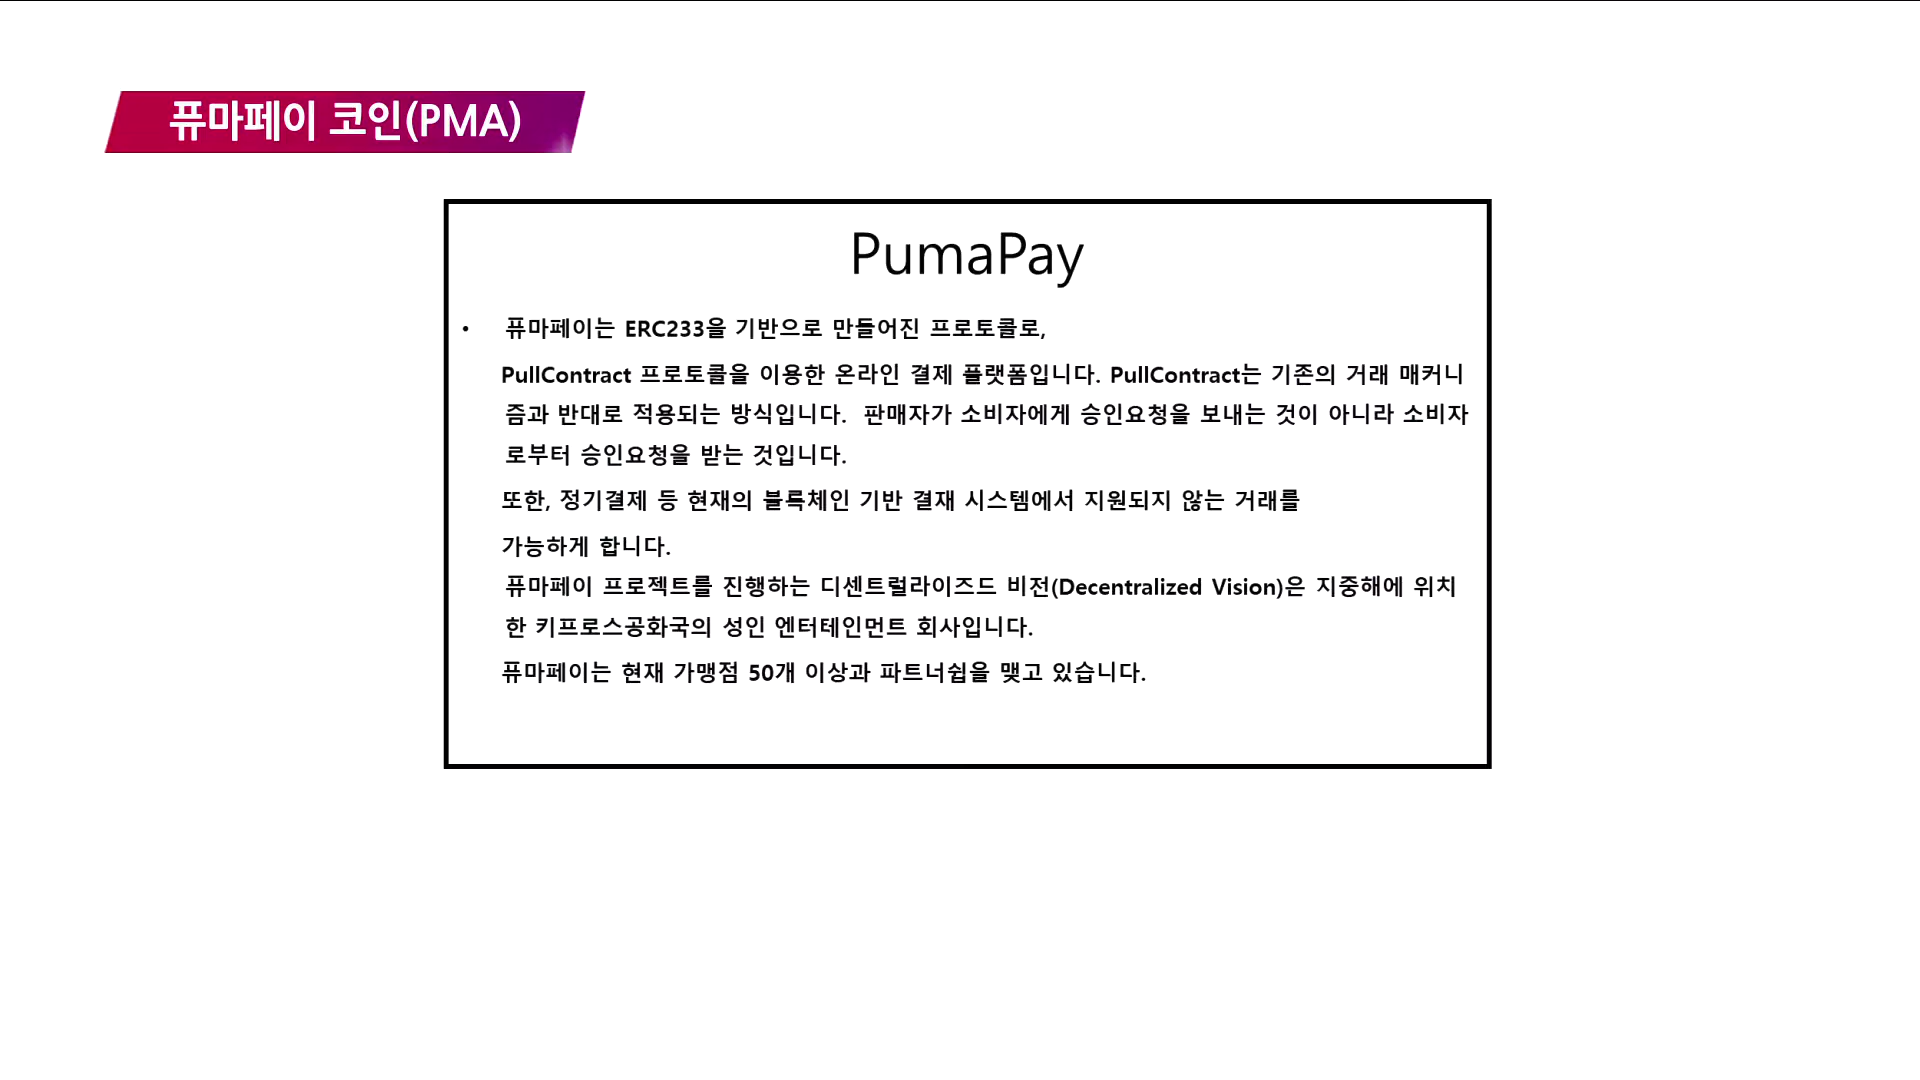 퓨마페이 코인(PMA)
PumaPay
• 퓨마페이는 ERC233을 기반으로 만들어진 프로토콜로,
PullContract 프로토콜을 이용한 온라인 결제 플랫폼입니다. PullContract는 기존의 거래 매커니
즘과 반대로 적용되는 방식입니다. 판매자가 소비자에게 승인요청을 보내는 것이 아니라 소비자
로부터 승인요청을 받는 것입니다.
또한, 정기결제 등 현재의 블록체인 기반 결재 시스템에서 지원되지 않는 거래를
가능하게 합니다.
퓨마페이 프로젝트를 진행하는 디센트럴라이즈드 비전(Decentralized Vision)은 지중해에 위치
한 키프로스공화국의 성인 엔터테인먼트 회사입니다.
퓨마페이는 현재 가맹점 50개 이상과 파트너쉽을 맺고 있습니다.